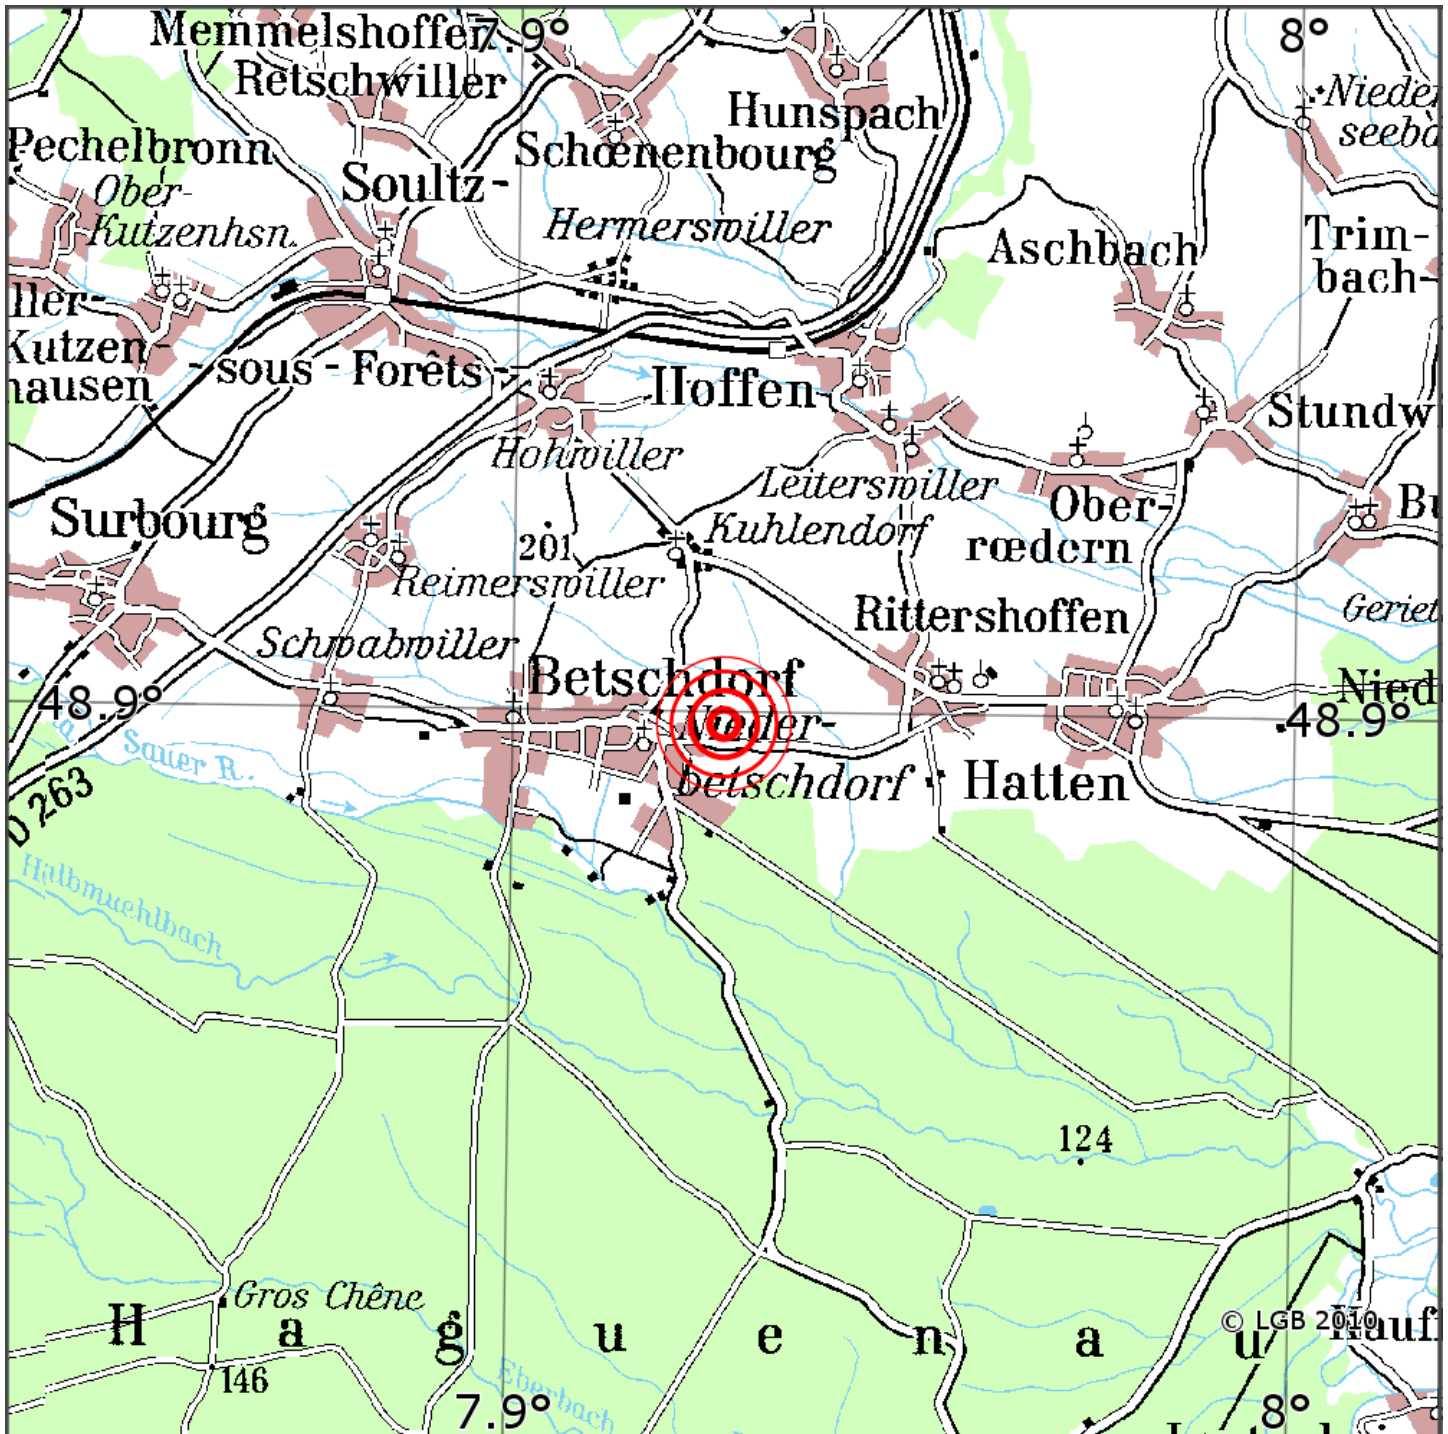 Memmelshoffen
7.9°
8°
Retschwiller
Hunspach
Pechelbronn
Schœnenbourg
Soultz-
Ober-
Kutzenhsn.
Hermerswiller
Aschbach
Trim-
bach-
ller-
Kutzen-
hausen
-sous-Forêts-
Hoffen
Stundw
Hohwiller
Leiterswiller
Surbourg
201
Kuhlendorf
Ober-
rœdern
Reimerswiller
Rittershoffen
Schwabwiller
Betschdorf
48.9°
Nieder-
betschdorf
48.9°
Sauer R.
Hatten
D 263
Halbmuehlbach
124
Gros Chêne
H a g u e n a u
© LGB 2010
146
Eberbach
7.9°
8°